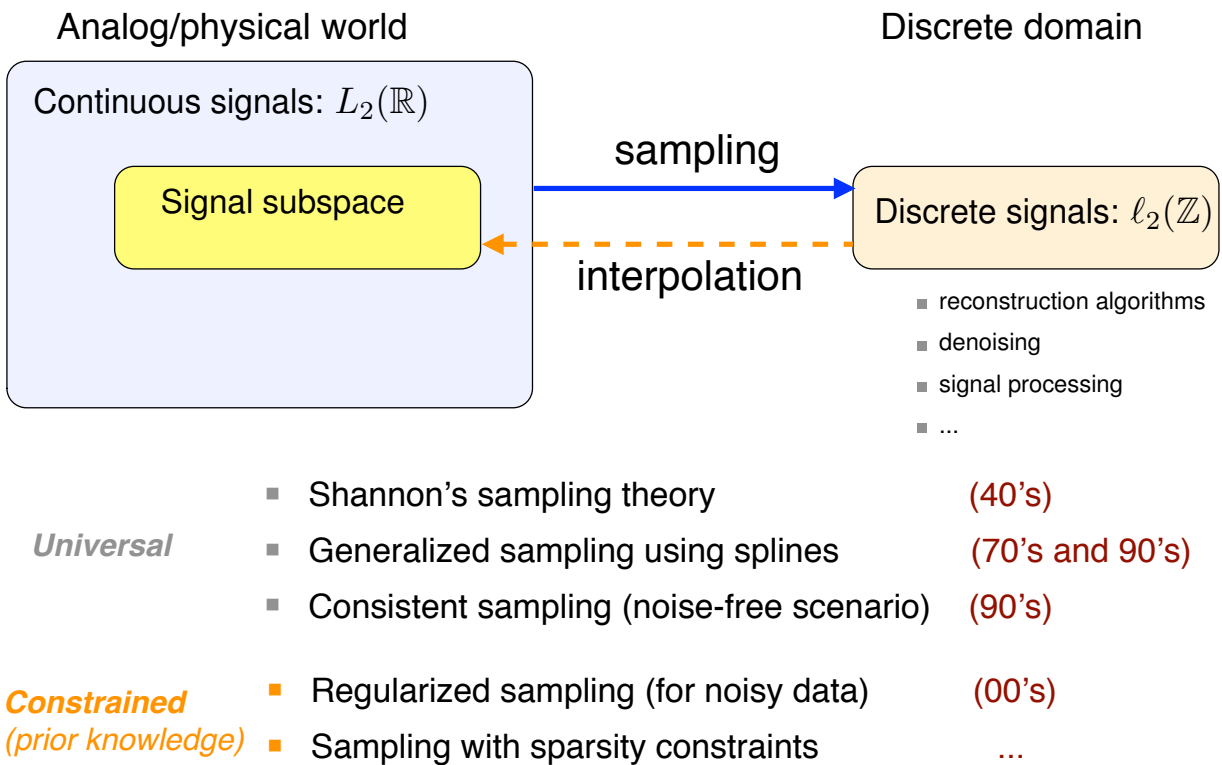 Analog/physical world
Discrete domain
Continuous signals: L₂(ℝ)
Signal subspace
sampling
interpolation
Discrete signals: ℓ₂(ℤ)
reconstruction algorithms
denoising
signal processing
...
Universal
Shannon's sampling theory (40's)
Generalized sampling using splines (70's and 90's)
Consistent sampling (noise-free scenario) (90's)
Constrained
(prior knowledge)
Regularized sampling (for noisy data) (00's)
Sampling with sparsity constraints ...